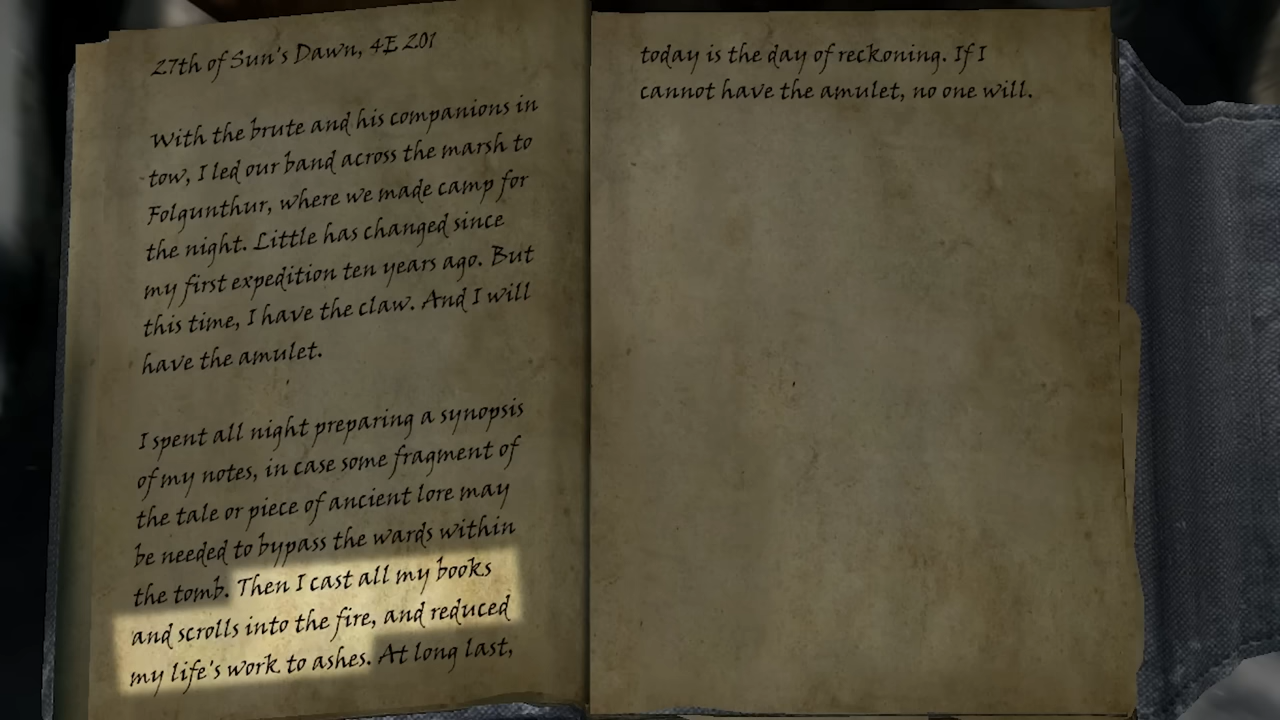 27th of Sun's Dawn, 4E 201
With the brute and his companions in
tow, I led our band across the marsh to
Folgunthur, where we made camp for
the night. Little has changed since
my first expedition ten years ago. But
this time, I have the claw. And I will
have the amulet.
I spent all night preparing a synopsis
of my notes, in case some fragment of
the tale or piece of ancient lore may
be needed to bypass the wards within
the tomb. Then I cast all my books
and scrolls into the fire, and reduced
my life's work to ashes. At long last,
today is the day of reckoning. If I
cannot have the amulet, no one will.